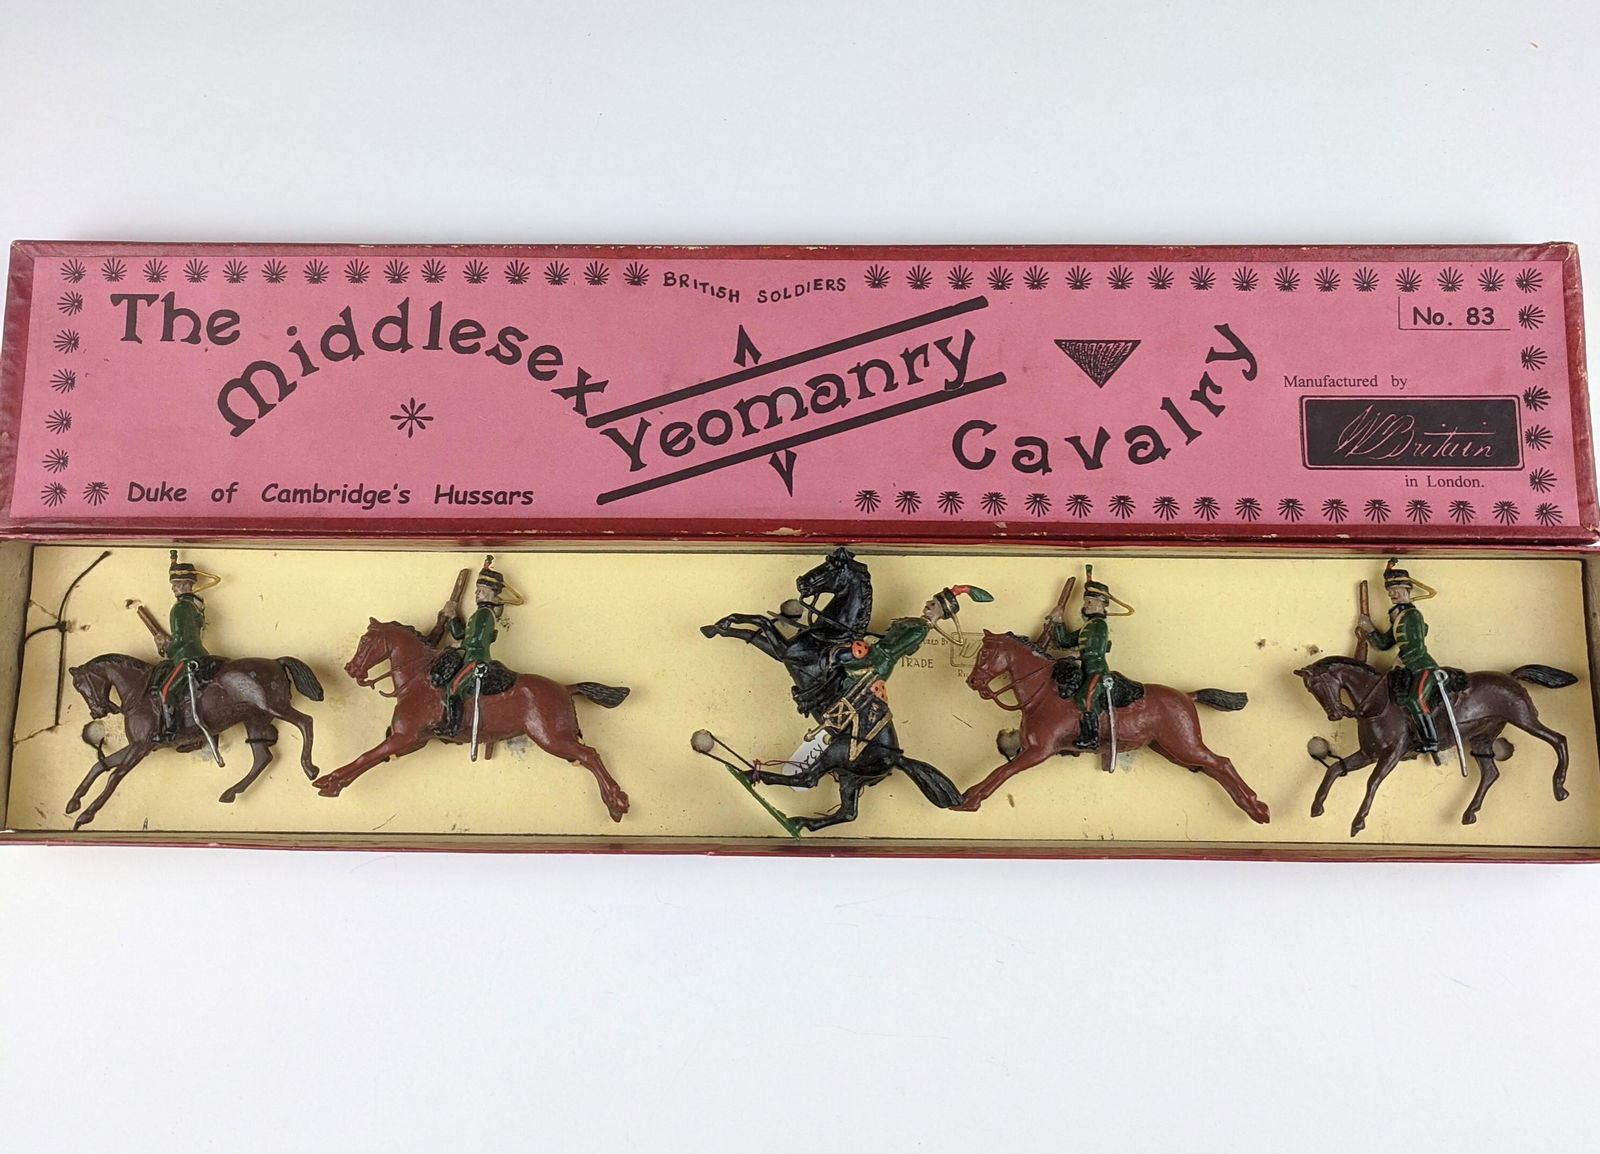 BRITISH SOLDIERS
The Middlesex Yeomanry Cavalry
No. 83
Manufactured by
W Britain
in London.
Duke of Cambridge's Hussars
TRADE